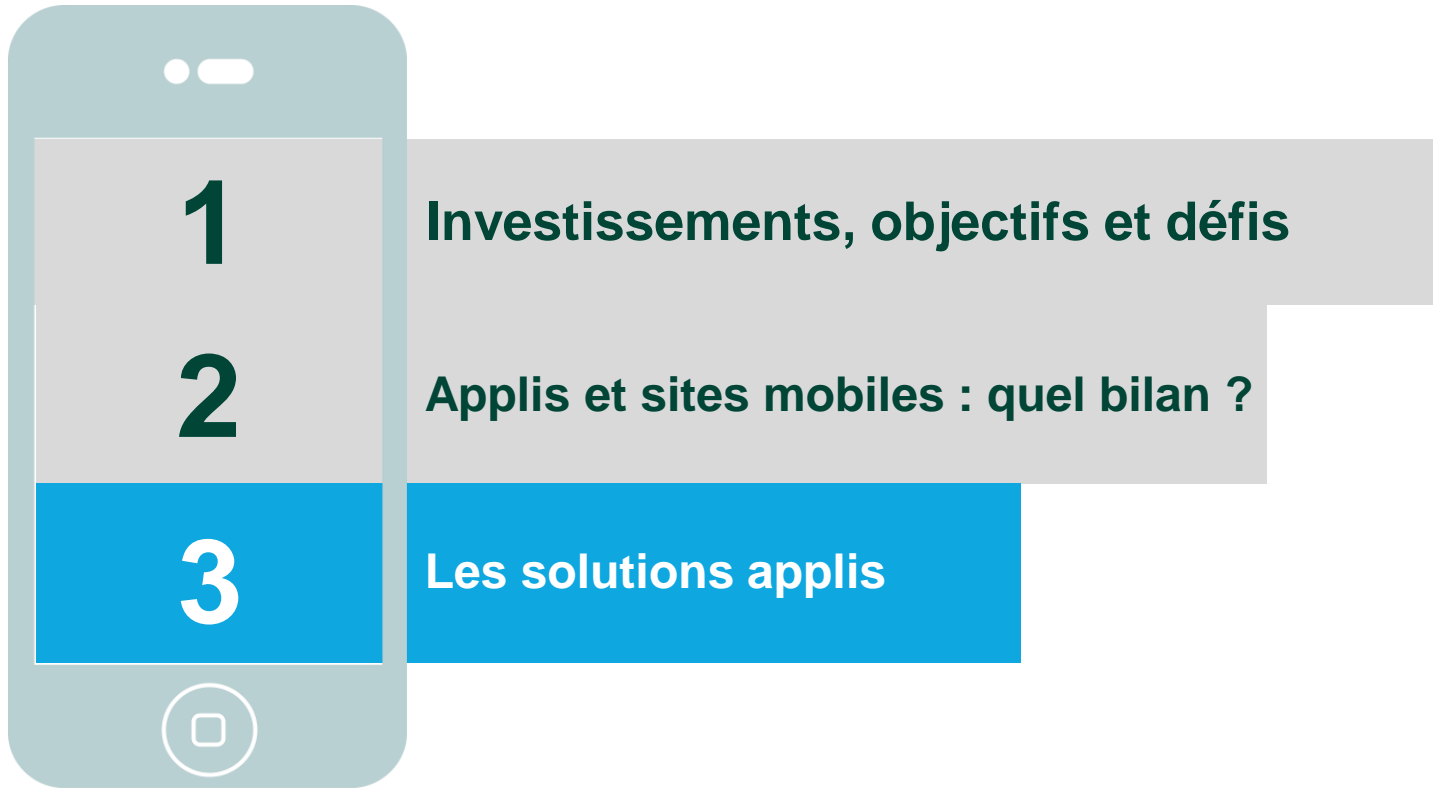 1 Investissements, objectifs et défis
2 Applis et sites mobiles : quel bilan ?
3 Les solutions applis